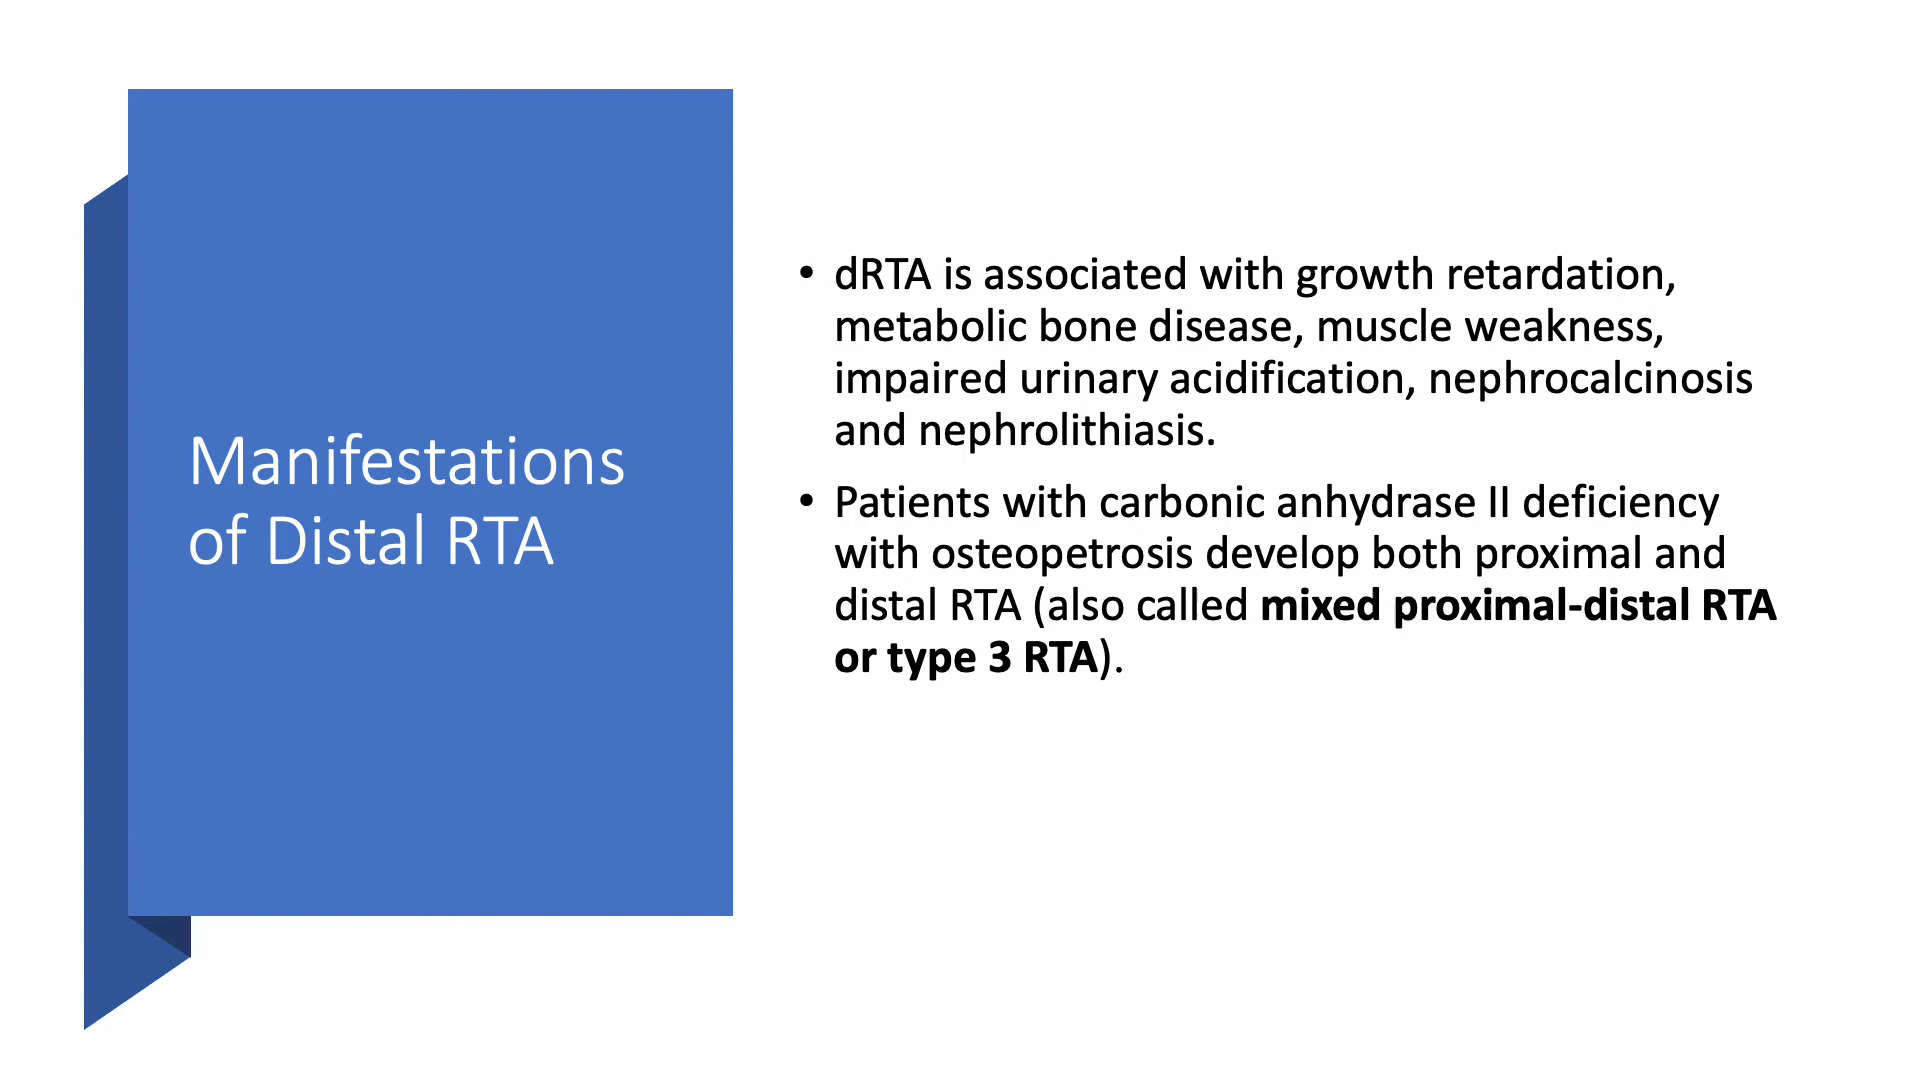 Manifestations
of Distal RTA
• dRTA is associated with growth retardation,
metabolic bone disease, muscle weakness,
impaired urinary acidification, nephrocalcinosis
and nephrolithiasis.
• Patients with carbonic anhydrase II deficiency
with osteopetrosis develop both proximal and
distal RTA (also called mixed proximal-distal RTA
or type 3 RTA).